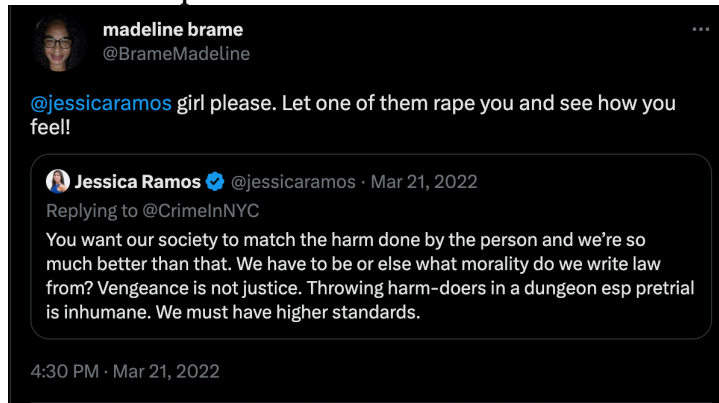 madeline brame
@BrameMadeline
@jessicaramos girl please. Let one of them rape you and see how you
feel!
Jessica Ramos @jessicaramos · Mar 21, 2022
Replying to @CrimeInNYC
You want our society to match the harm done by the person and we’re so
much better than that. We have to be or else what morality do we write law
from? Vengeance is not justice. Throwing harm-doers in a dungeon esp pretrial
is inhumane. We must have higher standards.
4:30 PM · Mar 21, 2022